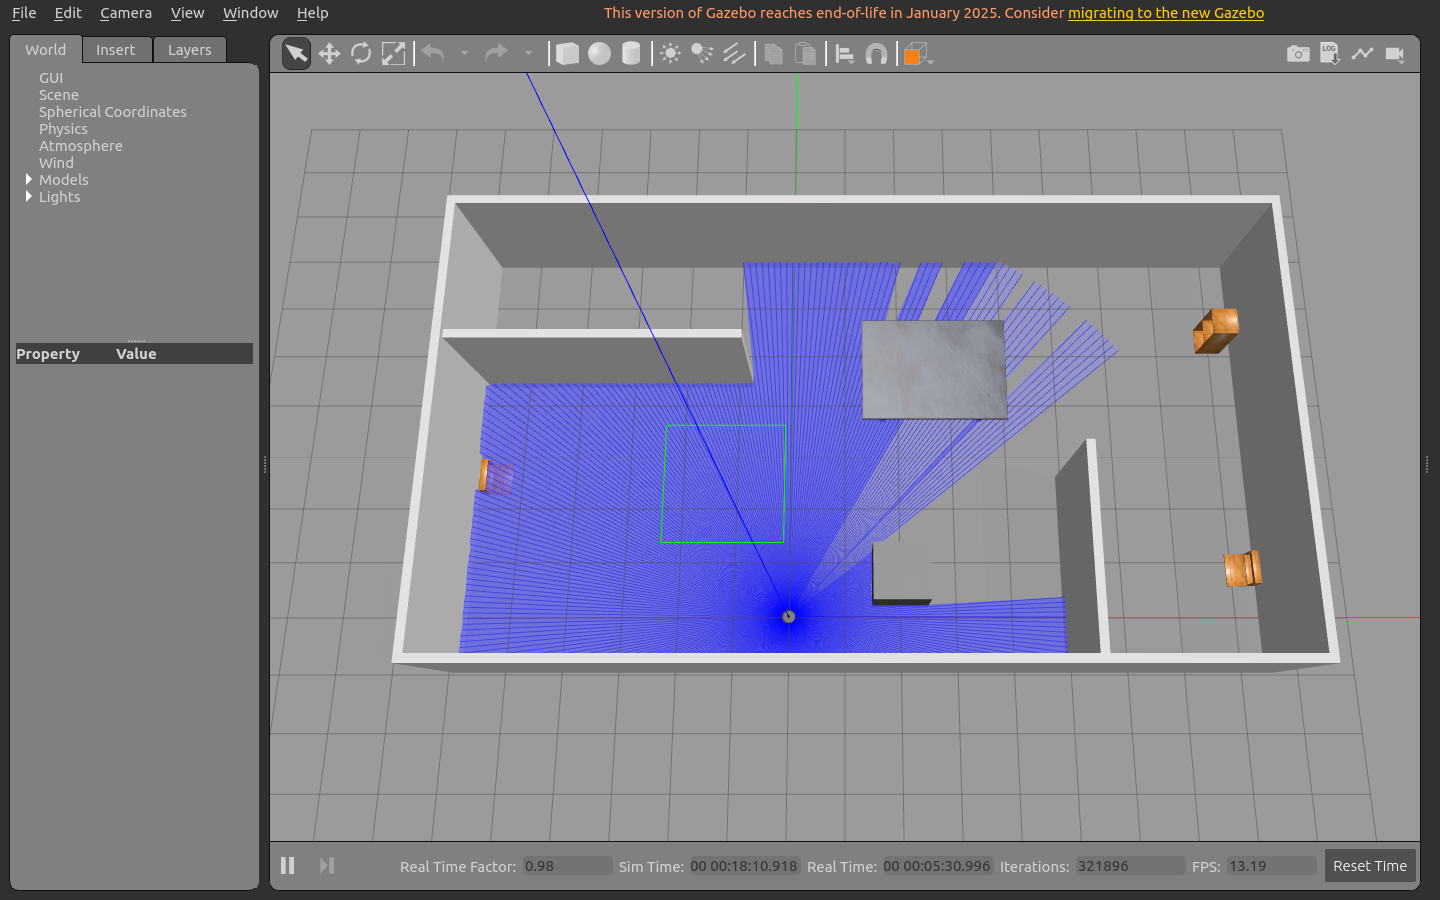 File Edit Camera View Window Help
This version of Gazebo reaches end-of-life in January 2025. Consider migrating to the new Gazebo
World Insert Layers
LOG
GUI
Scene
Spherical Coordinates
Physics
Atmosphere
Wind
Models
Lights
Property Value
Real Time Factor: 0.98 Sim Time: 00 00:18:10.918 Real Time: 00 00:05:30.996 Iterations: 321896 FPS: 13.19 Reset Time